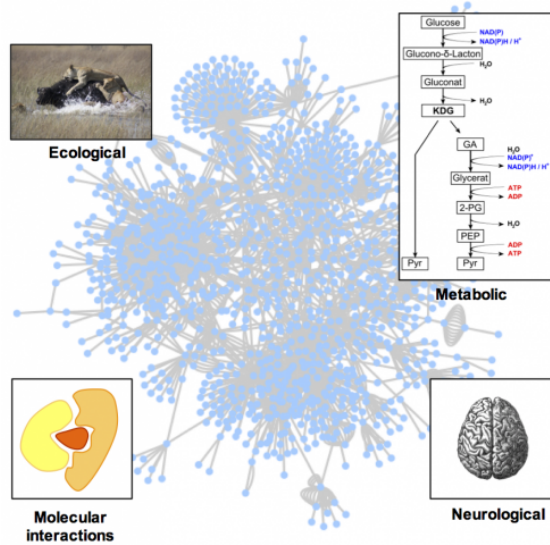 Glucose
NAD(P)
NAD(P)H / H⁺
Glucono-δ-Lacton
H₂O
Gluconat
H₂O
KDG
GA
H₂O
NAD(P)⁺
NAD(P)H / H⁺
Glycerat
ATP
ADP
2-PG
H₂O
PEP
ADP
ATP
Pyr
Pyr
Ecological
Metabolic
Molecular
interactions
Neurological